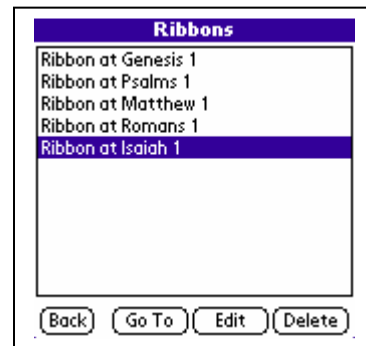 Ribbons
Ribbon at Genesis 1
Ribbon at Psalms 1
Ribbon at Matthew 1
Ribbon at Romans 1
Ribbon at Isaiah 1
Back Go To Edit Delete